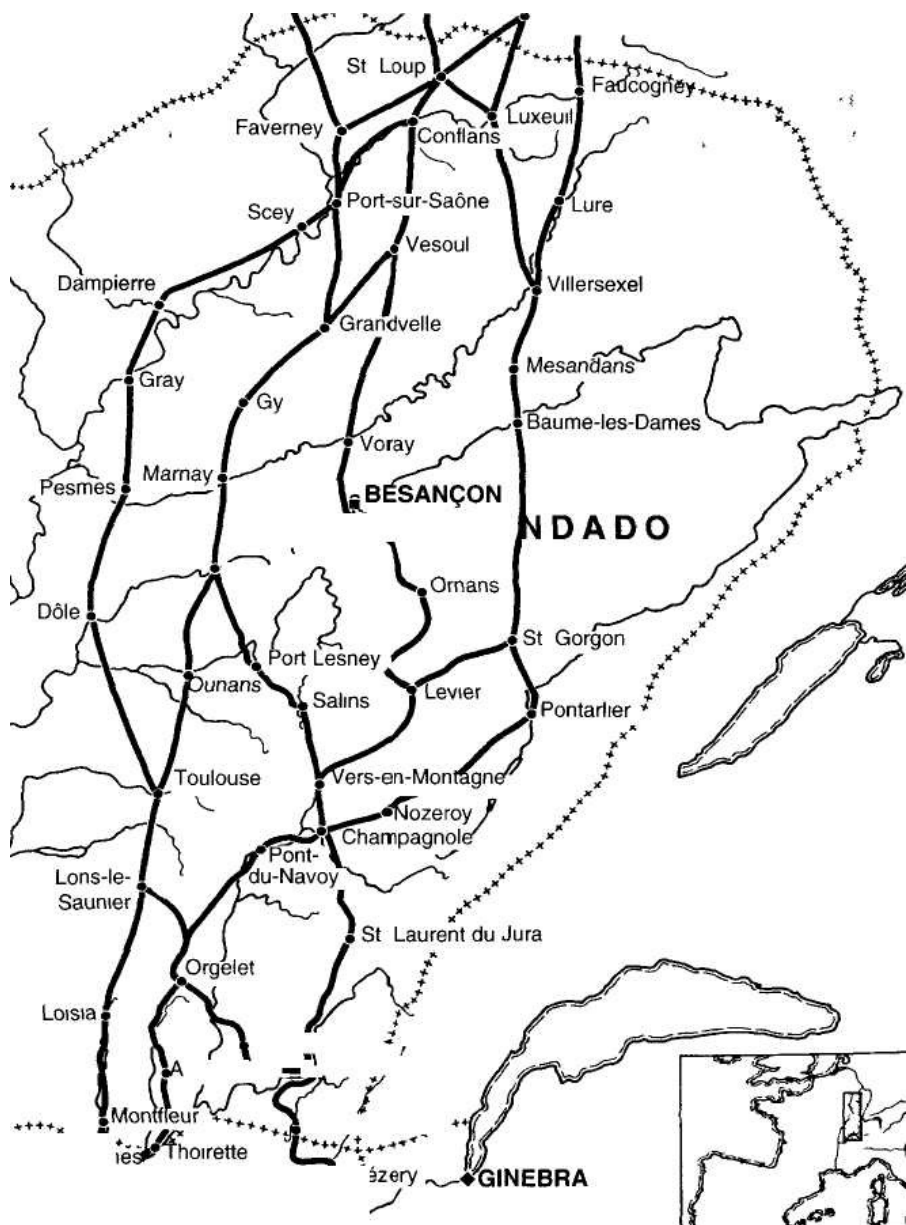 St Loup
Faucogney
Faverney
Conflans
Luxeuil
Port-sur-Saône
Lure
Scey
Vesoul
Dampierre
Villersexel
Grandvelle
Mesandans
Gray
Gy
Baume-les-Dames
Voray
Marnay
Pesmes
BESANÇON
NDADO
Ornans
Dôle
St Gorgon
Port Lesney
Ounans
Salins
Levier
Pontarlier
Toulouse
Vers-en-Montagne
Nozeroy
Champagnole
Pont-
du-Navoy
Lons-le-
Saunier
St Laurent du Jura
Orgelet
Loisia
A
Montfleur
Thoirette
ézery
GINEBRA